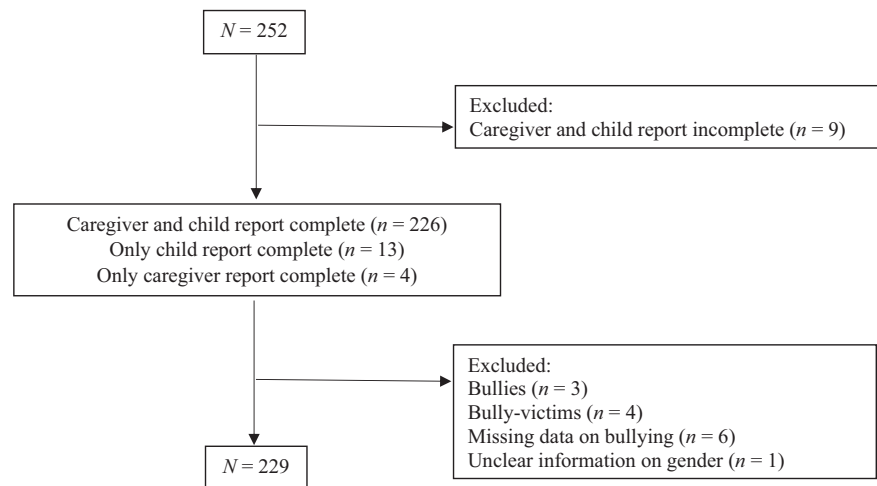 N = 252
Excluded:
Caregiver and child report incomplete (n = 9)
Caregiver and child report complete (n = 226)
Only child report complete (n = 13)
Only caregiver report complete (n = 4)
Excluded:
Bullies (n = 3)
Bully-victims (n = 4)
Missing data on bullying (n = 6)
Unclear information on gender (n = 1)
N = 229